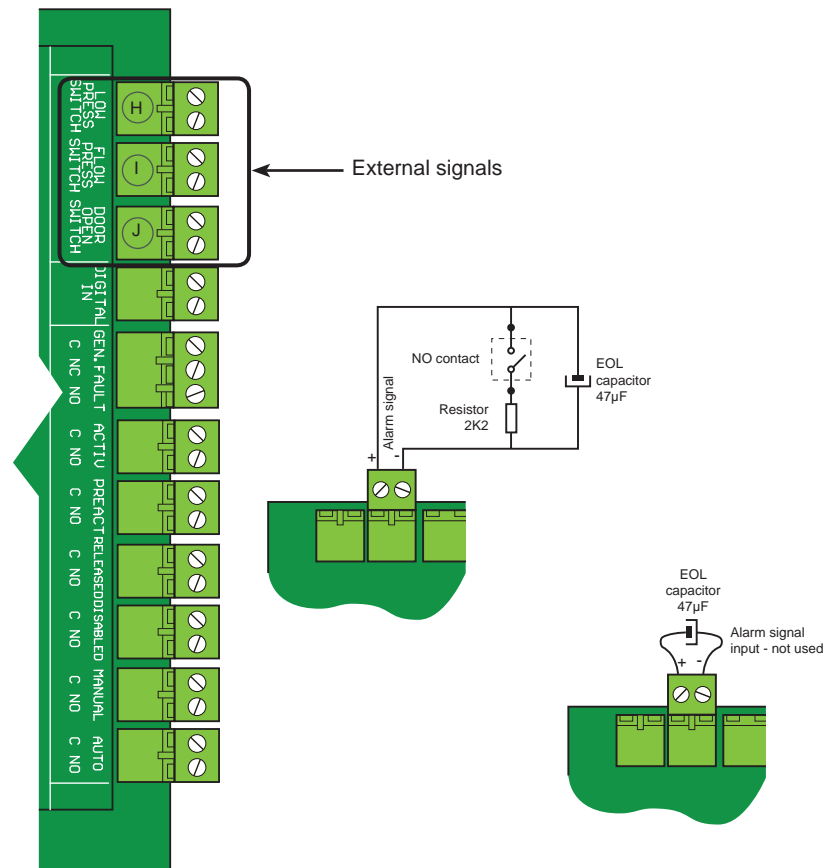 LOW
PRESS
SWITCH
H
FLOW
PRESS
SWITCH
I
DOOR
OPEN
SWITCH
J
External signals
DIGITAL
IN
GEN.FAULT
C NC NO
ACTIV
C NO
PREACT
C NO
RELEASED
C NO
DISABLED
C NO
MANUAL
C NO
AUTO
C NO
NO contact
Resistor
2K2
EOL
capacitor
47µF
Alarm signal
+ -
EOL
capacitor
47µF
Alarm signal
input - not used
+ -